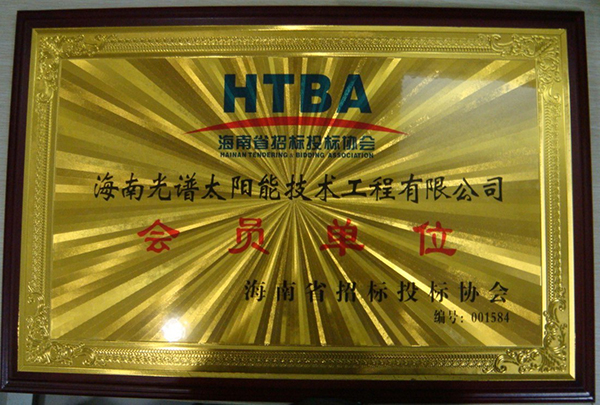 HTBA
海南省招标投标协会
HAINAN TENDERING & BIDDING ASSOCIATION
海南光谱太阳能技术工程有限公司
会员单位
海南省招标投标协会
编号：001584